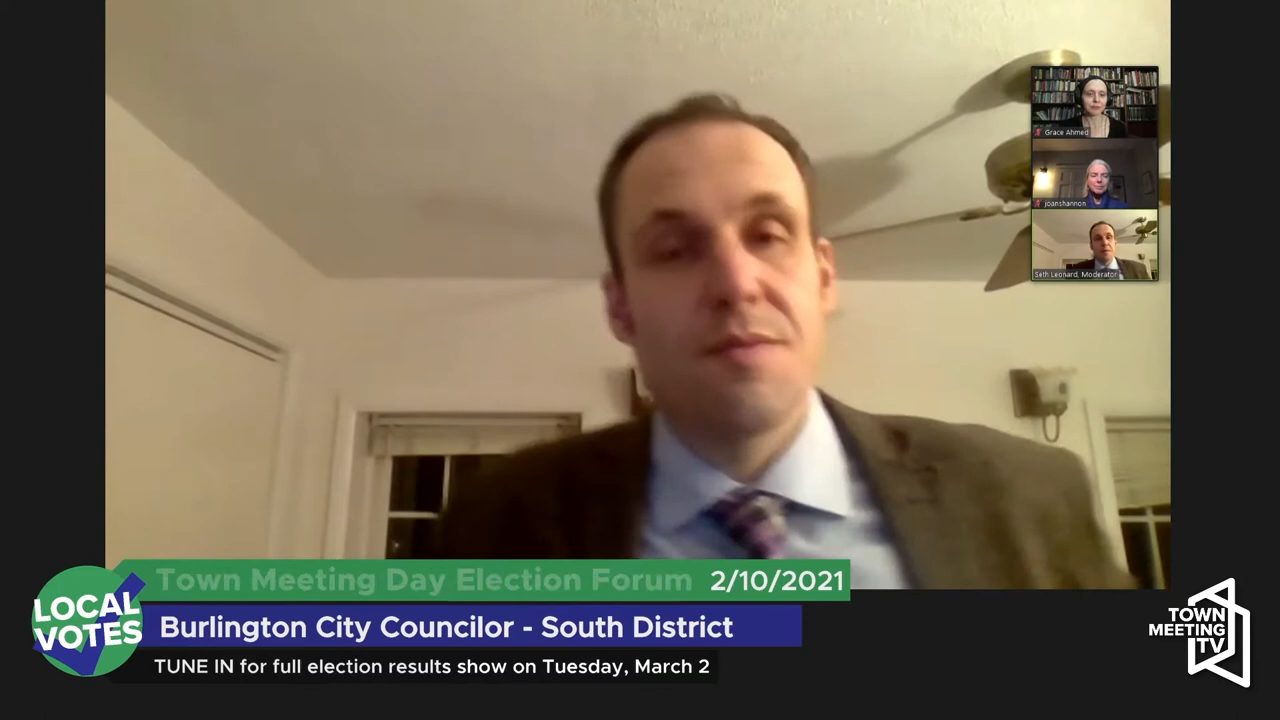 Grace Ahmed
joanshannon
Seth Leonard, Moderator
Town Meeting Day Election Forum 2/10/2021
LOCAL
VOTES
Burlington City Councilor - South District
TUNE IN for full election results show on Tuesday, March 2
TOWN
MEETING
TV